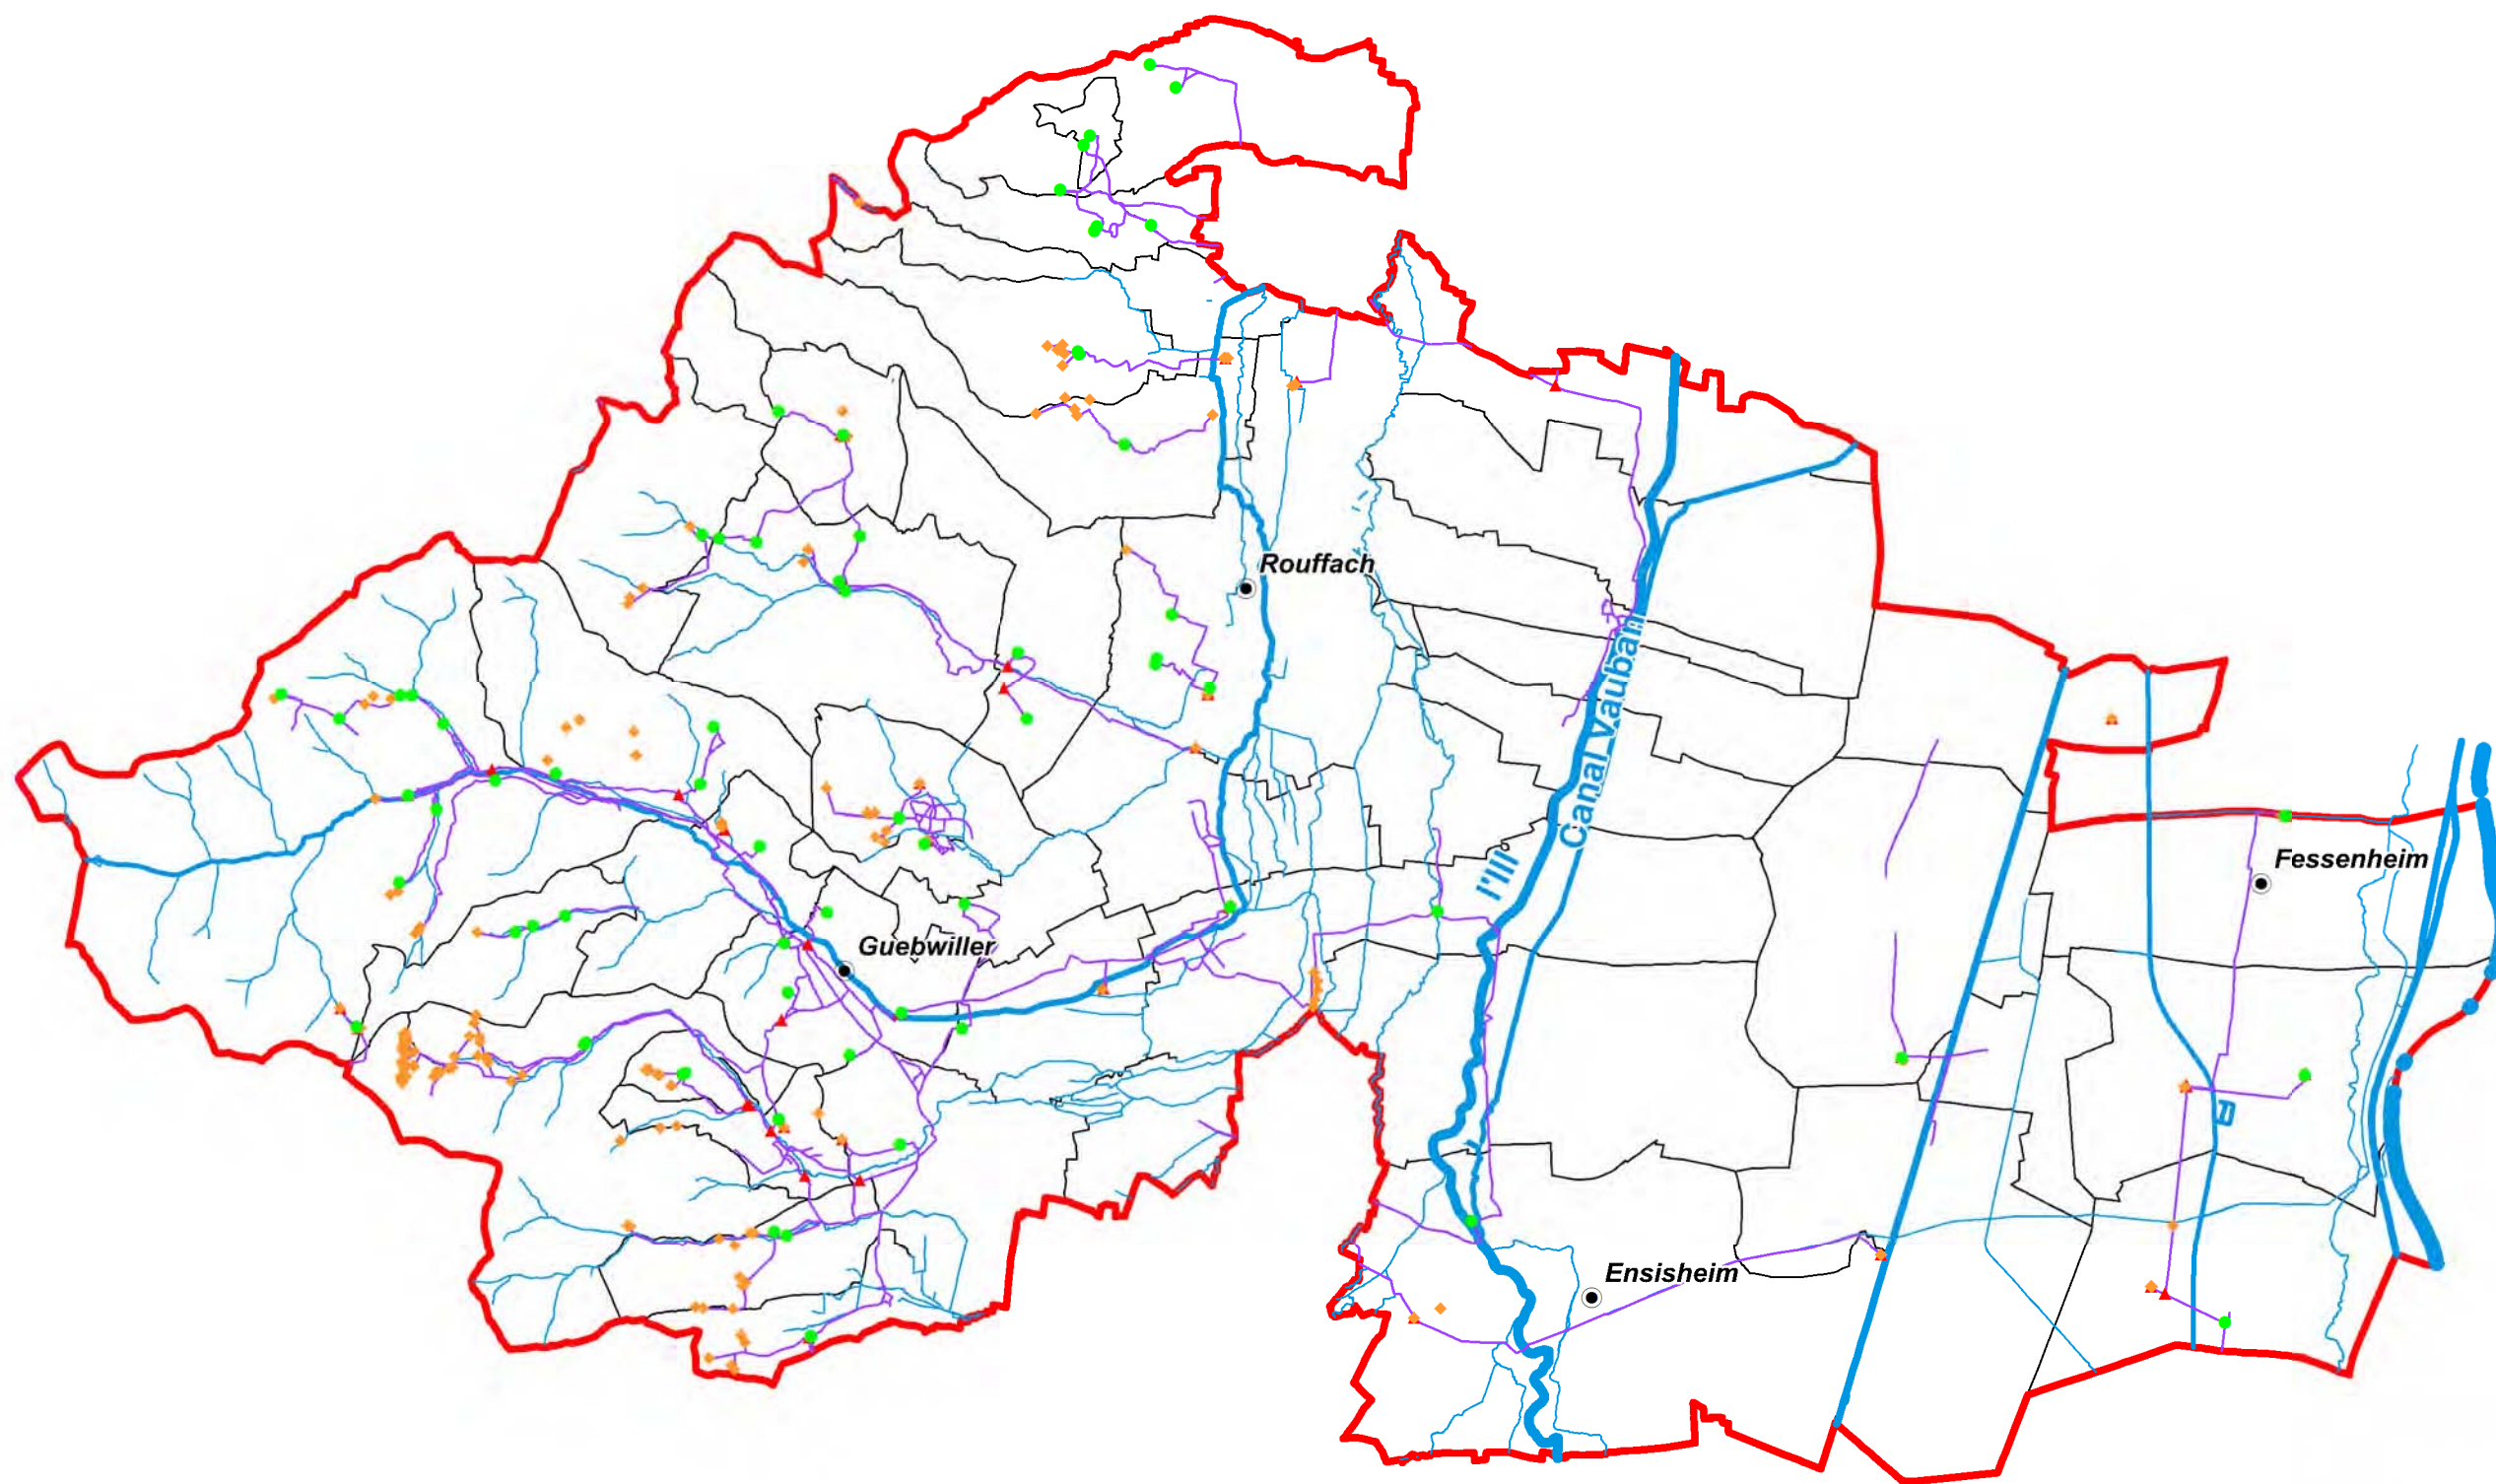 Rouffach
Canal Vauban
Fessenheim
l'Ill
Guebwiller
Ensisheim